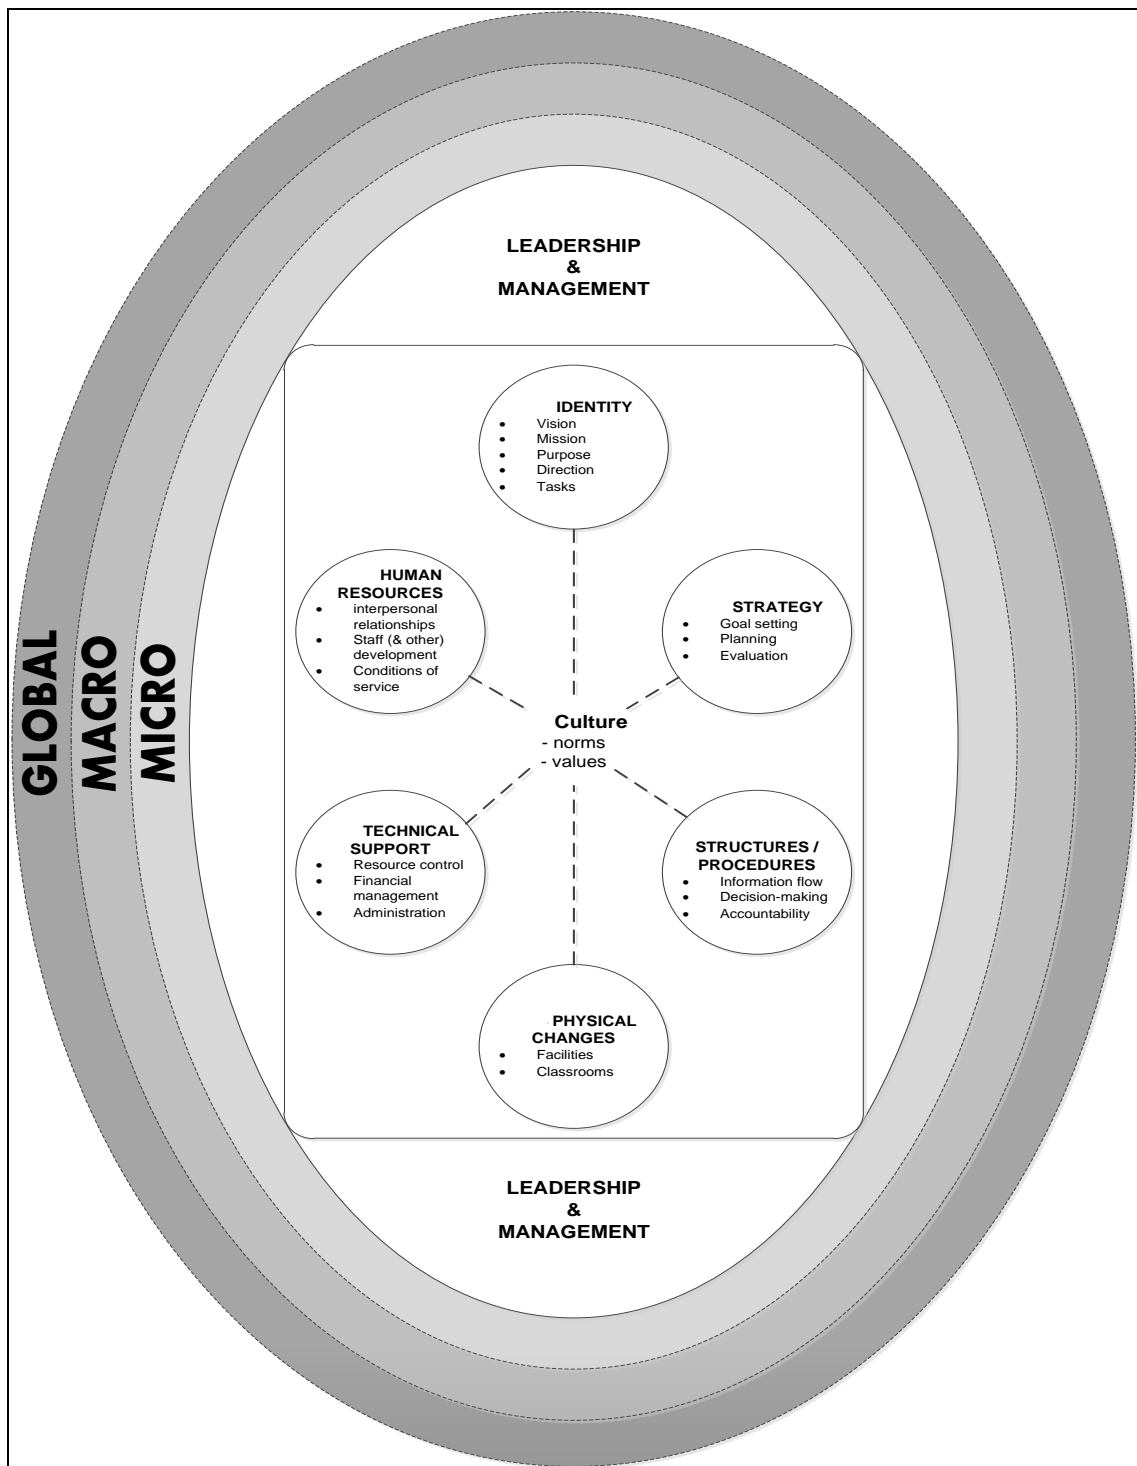 LEADERSHIP
&
MANAGEMENT
IDENTITY
• Vision
• Mission
• Purpose
• Direction
• Tasks
HUMAN
RESOURCES
• interpersonal
relationships
• Staff (& other)
development
• Conditions of
service
STRATEGY
• Goal setting
• Planning
• Evaluation
GLOBAL
MACRO
MICRO
Culture
- norms
- values
TECHNICAL
SUPPORT
• Resource control
• Financial
management
• Administration
STRUCTURES /
PROCEDURES
• Information flow
• Decision-making
• Accountability
PHYSICAL
CHANGES
• Facilities
• Classrooms
LEADERSHIP
&
MANAGEMENT